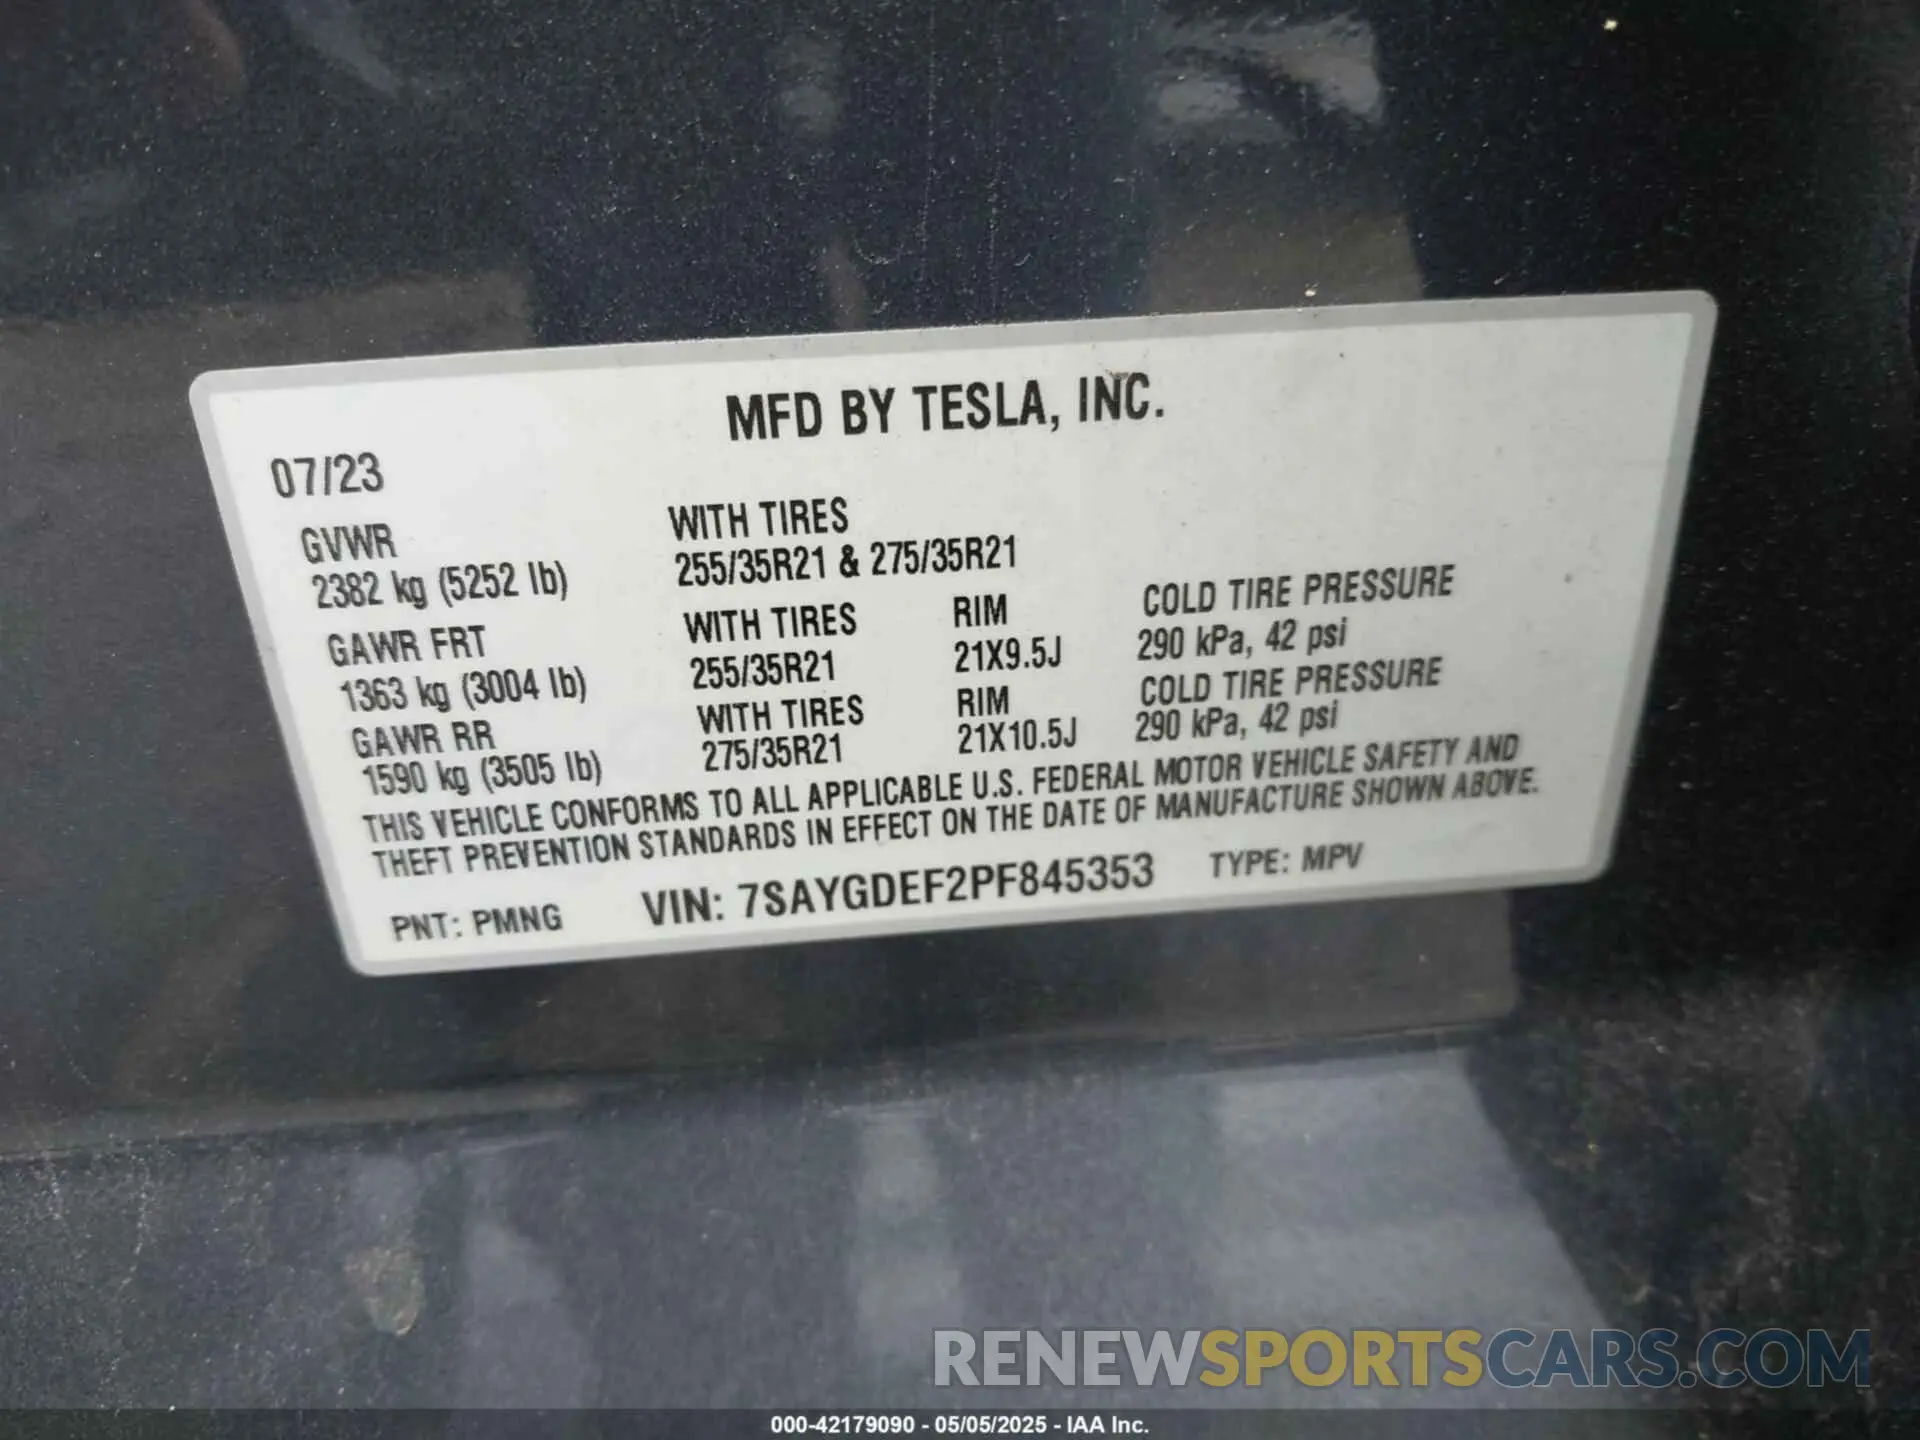 MFD BY TESLA, INC.
07/23
GVWR WITH TIRES
2382 kg (5252 lb) 255/35R21 & 275/35R21
GAWR FRT WITH TIRES RIM COLD TIRE PRESSURE
1363 kg (3004 lb) 255/35R21 21X9.5J 290 kPa, 42 psi
GAWR RR WITH TIRES RIM COLD TIRE PRESSURE
1590 kg (3505 lb) 275/35R21 21X10.5J 290 kPa, 42 psi
THIS VEHICLE CONFORMS TO ALL APPLICABLE U.S. FEDERAL MOTOR VEHICLE SAFETY AND
THEFT PREVENTION STANDARDS IN EFFECT ON THE DATE OF MANUFACTURE SHOWN ABOVE.
PNT: PMNG VIN: 7SAYGDEF2PF845353 TYPE: MPV
RENEWSPORTSCARS.COM
000-42179090 - 05/05/2025 - IAA Inc.